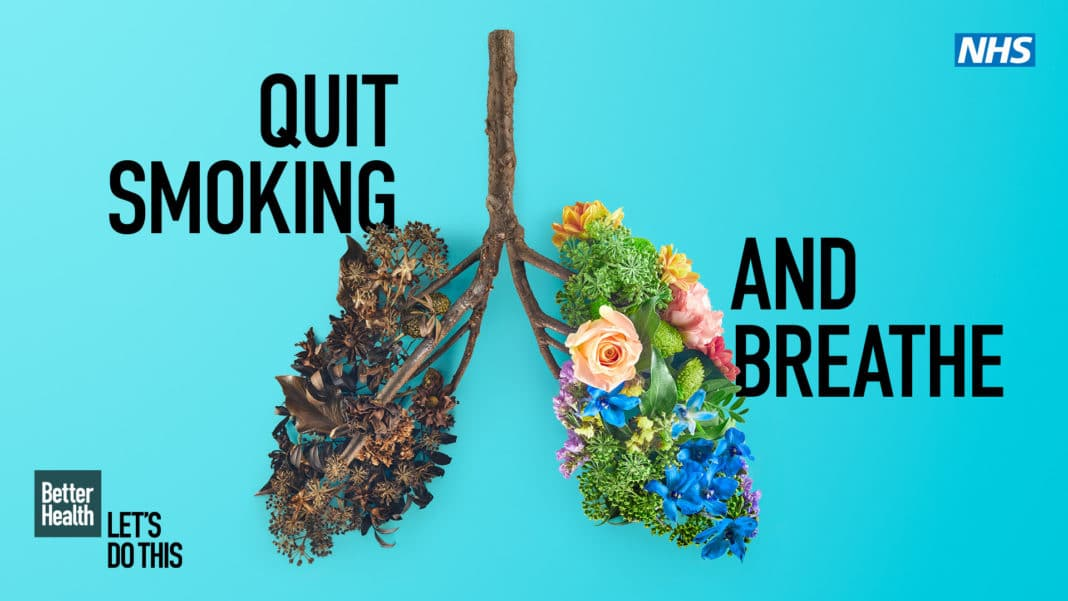 QUIT
SMOKING
AND
BREATHE
NHS
Better
Health
LET'S
DO THIS